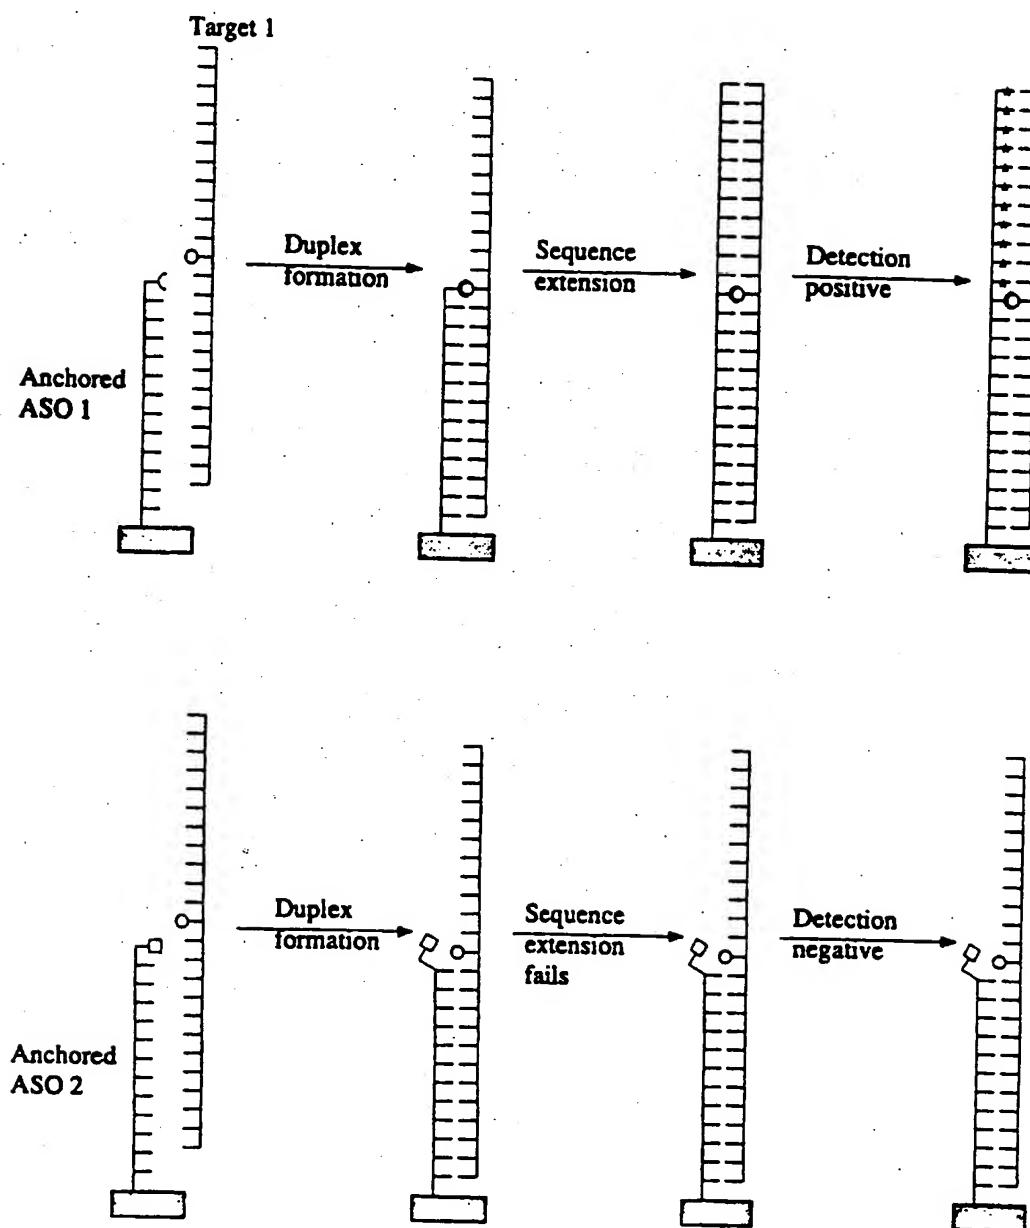 Target 1
Duplex
formation
Sequence
extension
Detection
positive
Anchored
ASO 1
Duplex
formation
Sequence
extension
fails
Detection
negative
Anchored
ASO 2